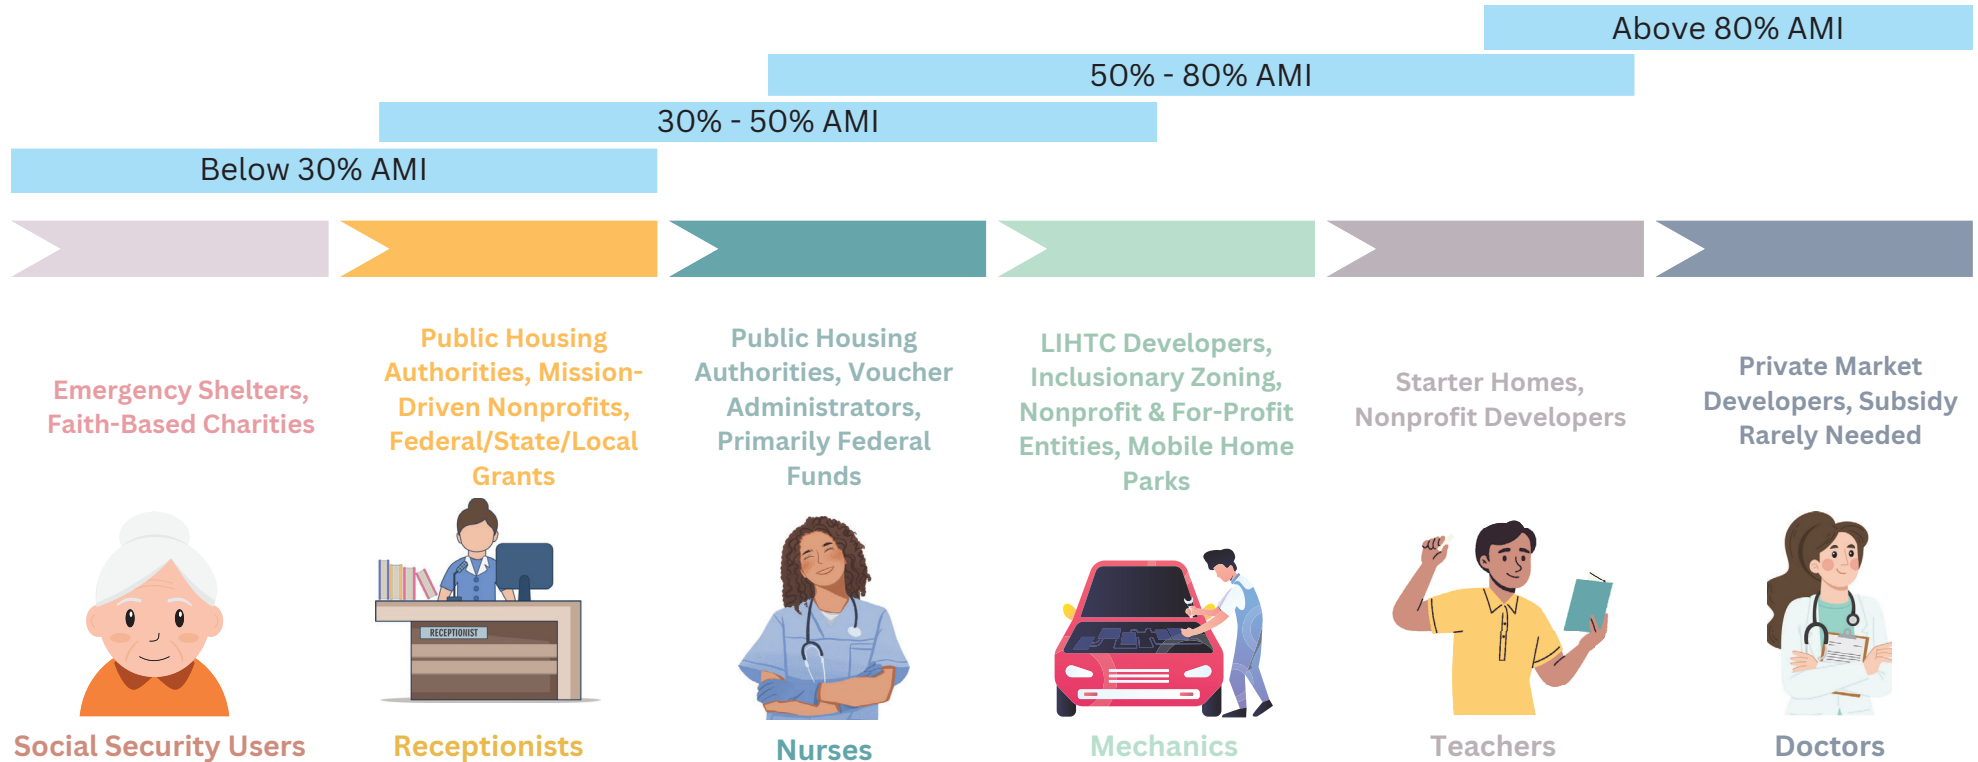 Above 80% AMI
50% - 80% AMI
30% - 50% AMI
Below 30% AMI
Emergency Shelters,
Faith-Based Charities
Public Housing
Authorities, Mission-
Driven Nonprofits,
Federal/State/Local
Grants
Public Housing
Authorities, Voucher
Administrators,
Primarily Federal
Funds
LIHTC Developers,
Inclusionary Zoning,
Nonprofit & For-Profit
Entities, Mobile Home
Parks
Starter Homes,
Nonprofit Developers
Private Market
Developers, Subsidy
Rarely Needed
RECEPTIONIST
Social Security Users
Receptionists
Nurses
Mechanics
Teachers
Doctors